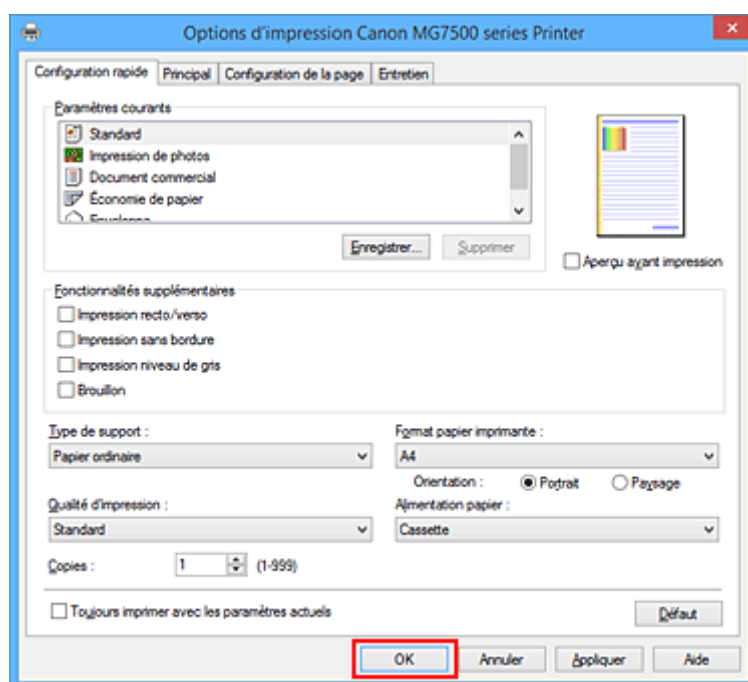 Options d'impression Canon MG7500 series Printer
Configuration rapide
Principal
Configuration de la page
Entretien
Paramètres courants
Standard
Impression de photos
Document commercial
Économie de papier
Enveloppe
Enregistrer...
Supprimer
Aperçu avant impression
Fonctionnalités supplémentaires
Impression recto/verso
Impression sans bordure
Impression niveau de gris
Brouillon
Type de support :
Papier ordinaire
Format papier imprimante :
A4
Orientation :
Portrait
Paysage
Qualité d'impression :
Standard
Alimentation papier :
Cassette
Copies :
1
(1-999)
Toujours imprimer avec les paramètres actuels
Défaut
OK
Annuler
Appliquer
Aide